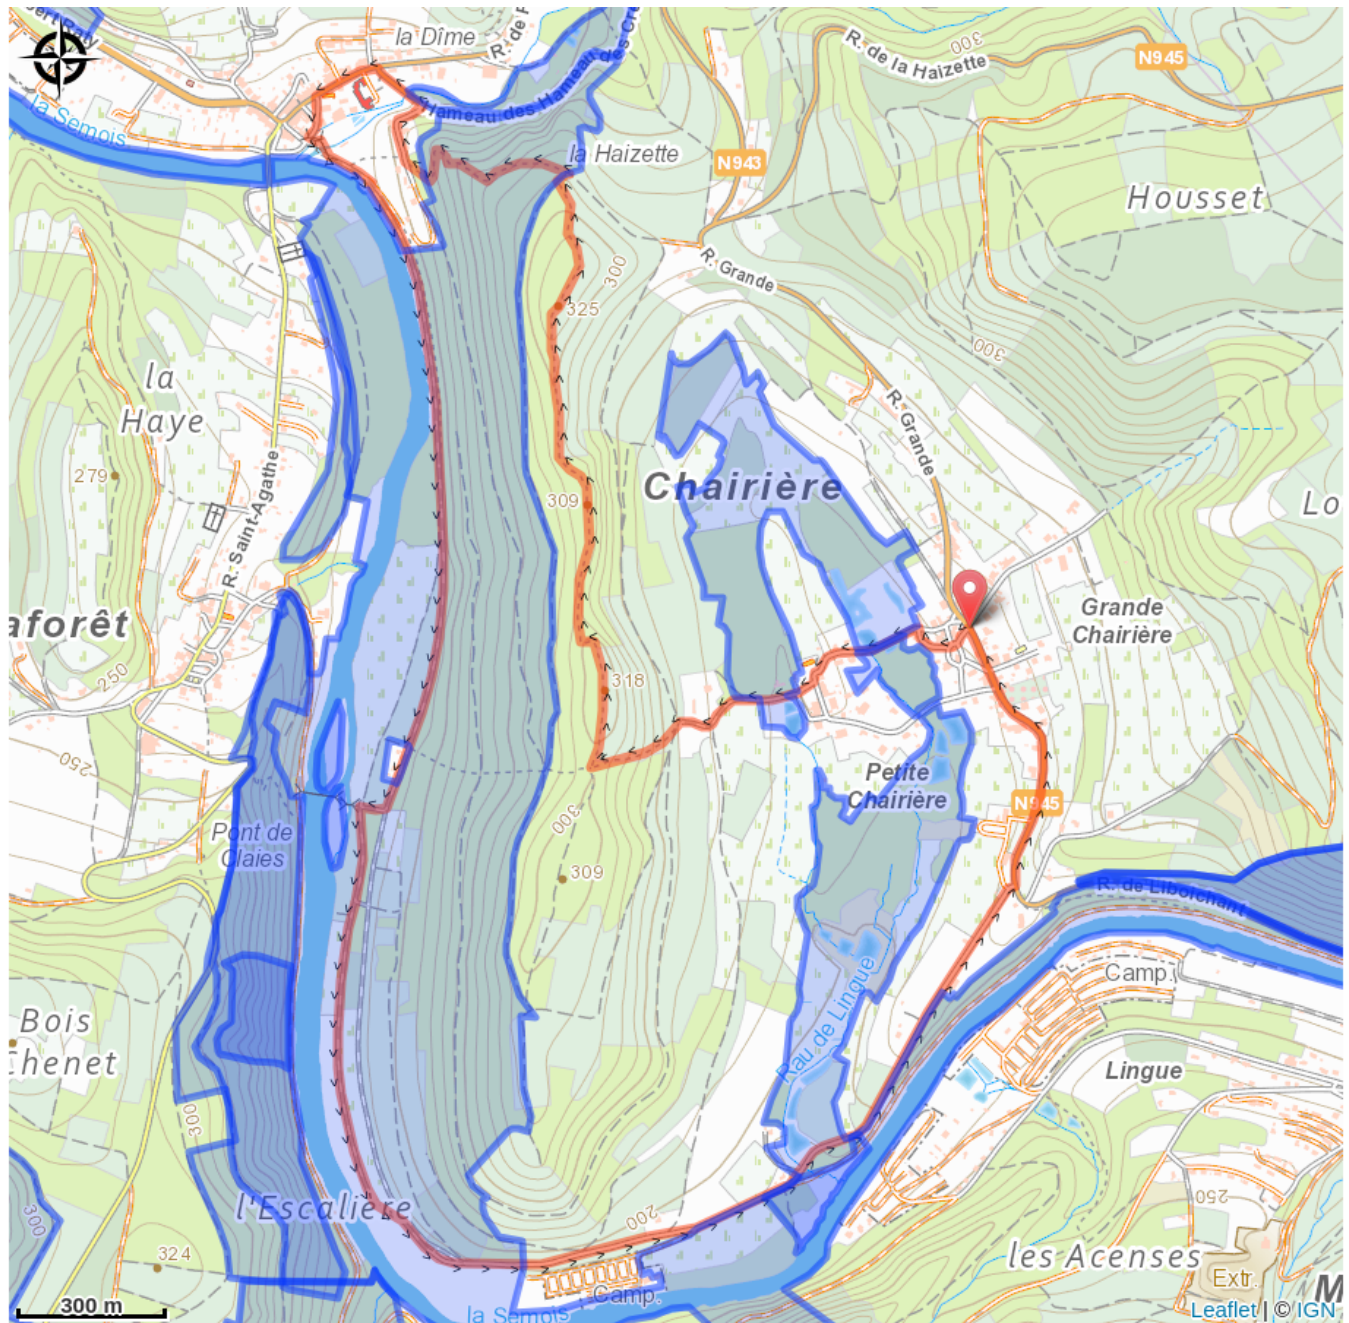 la Dîme
R. de la Haizette
300
N945
la Semois
Hameau des Hameau des Cr
la Haizette
N943
Housset
R. Grande
300
325
300
la
Haye
R. Grande
279
Chairière
309
Lo
R. Saint-Agathe
Grande
Chairière
aforêt
250
318
250
Petite
Chairière
N945
Pont de
Claies
300
309
R. de Liboichant
Camp.
Rau de Lingue
Bois
chenet
Lingue
300
l'Escalière
250
300
200
324
les Acenses
Extr.
M
Camp.
300 m
la Semois
Leaflet | © IGN